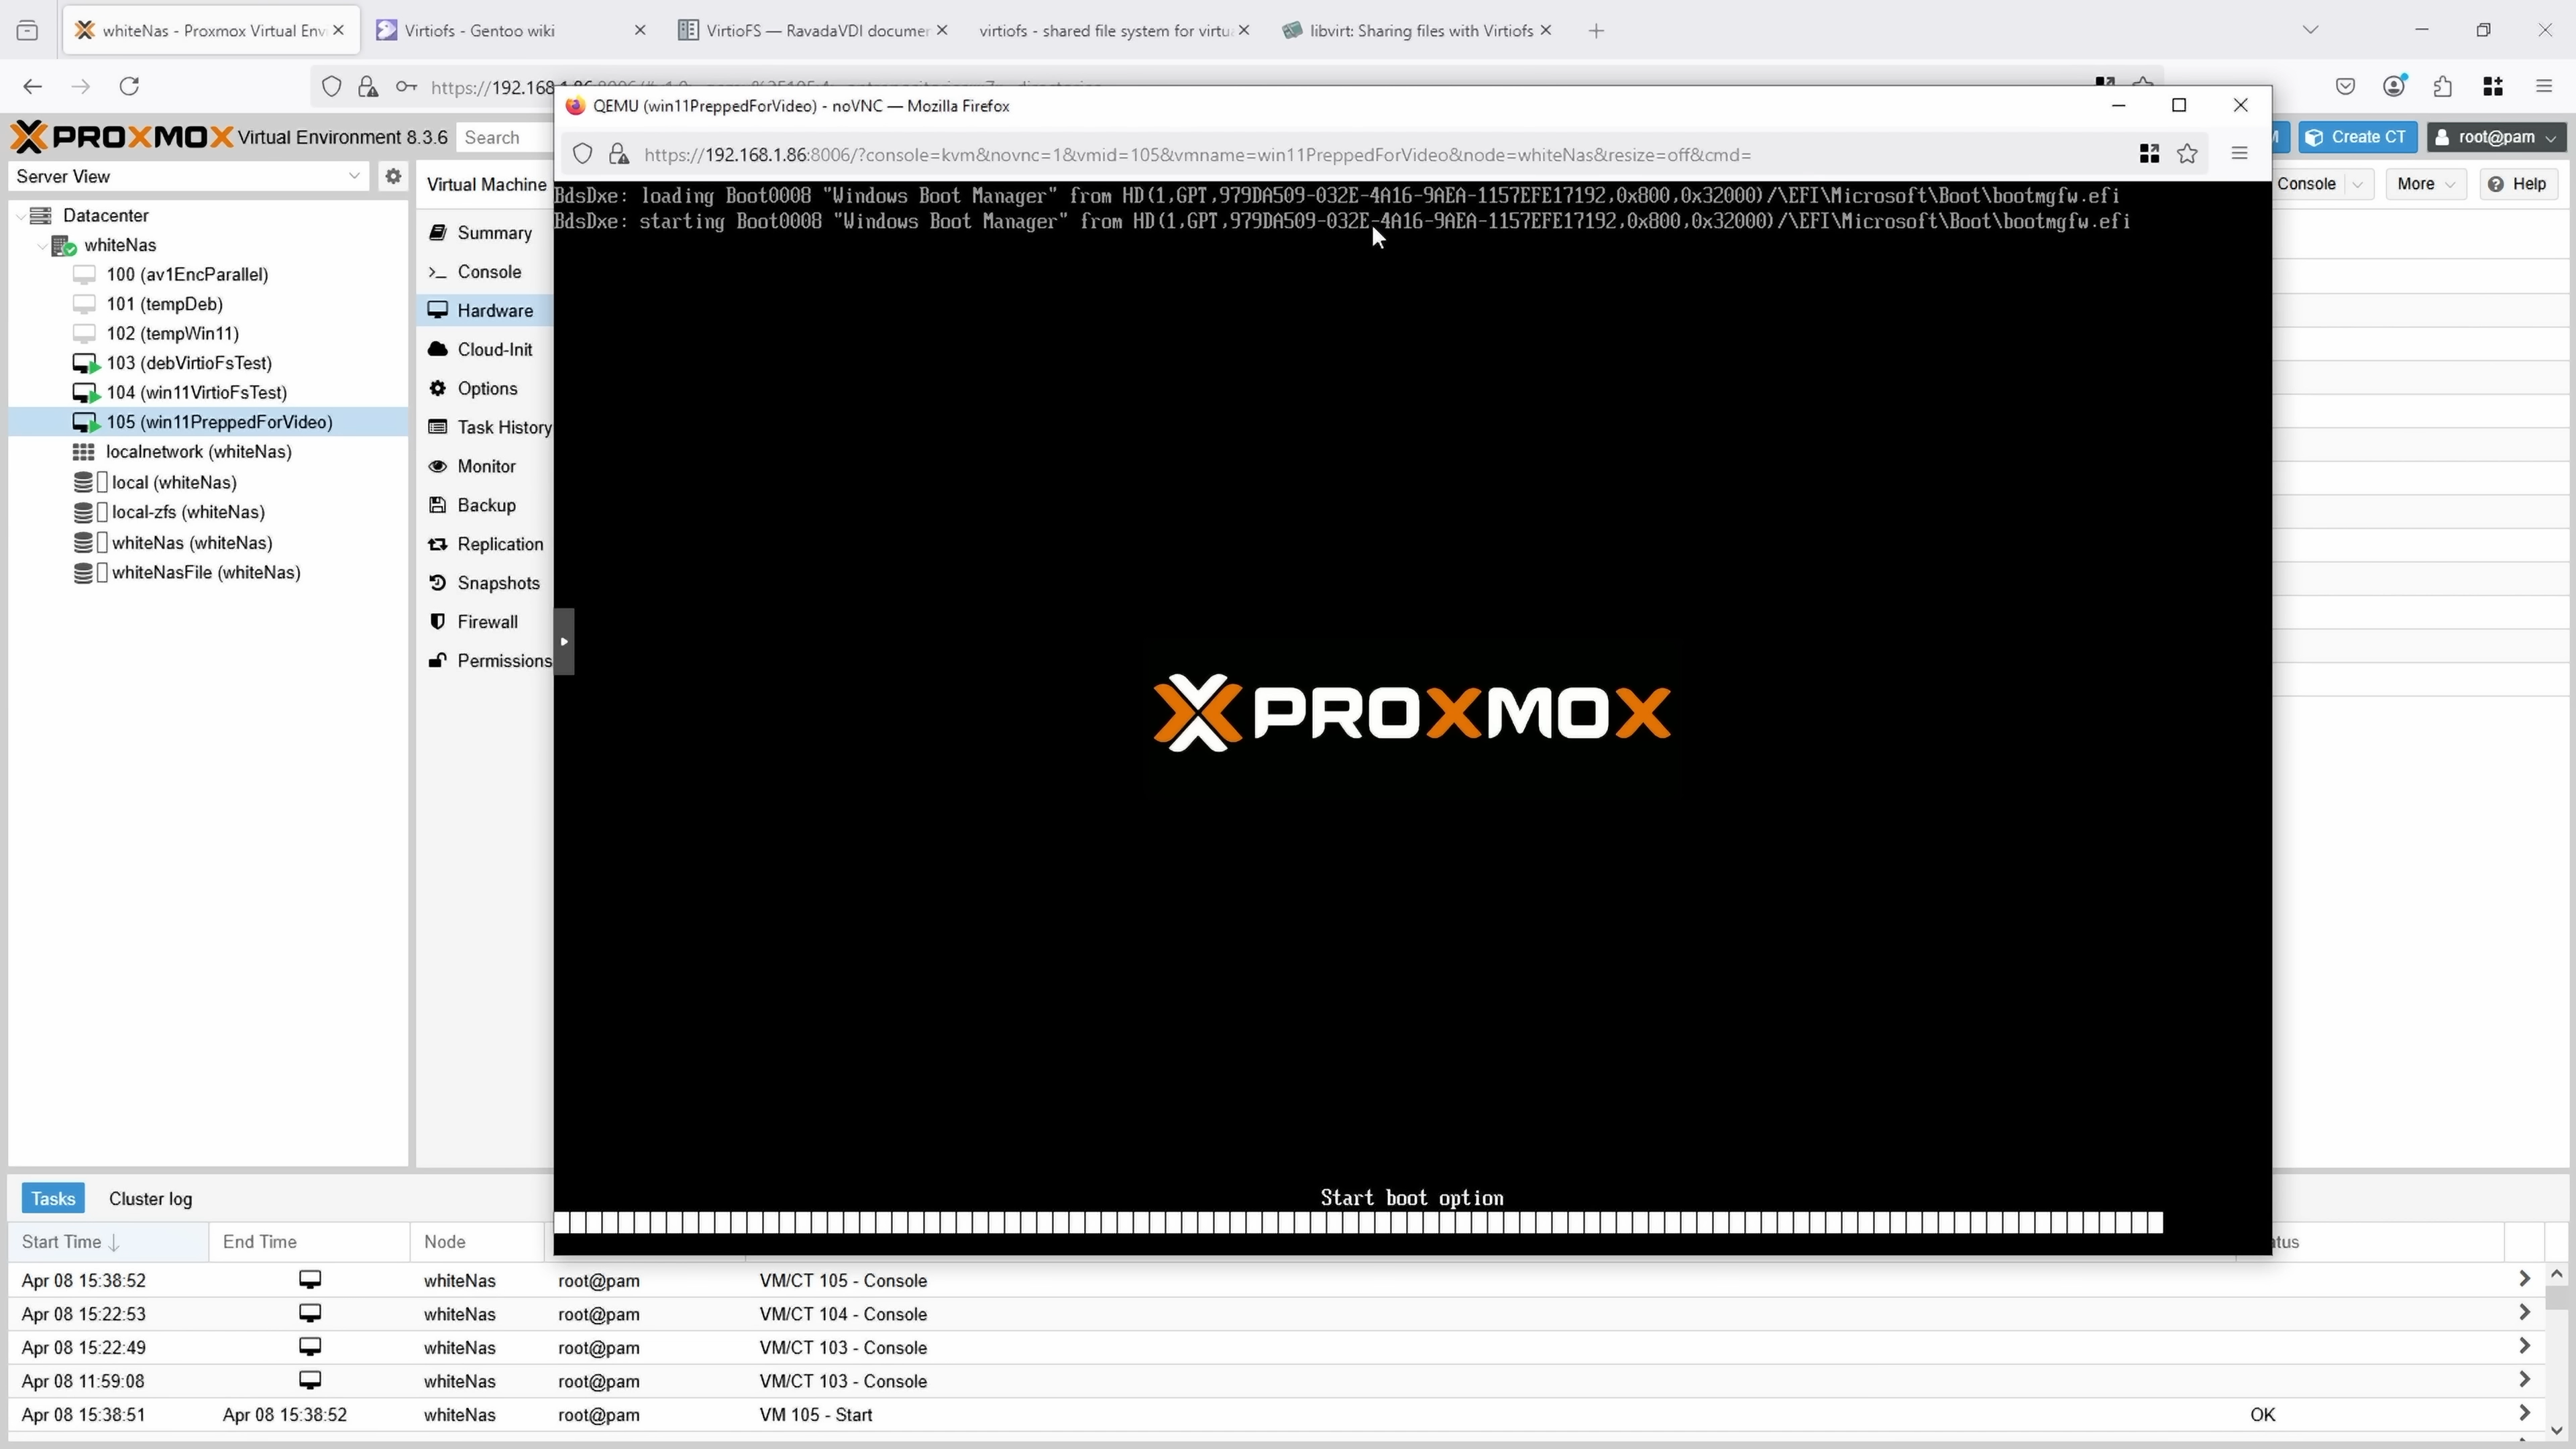 whiteNas - Proxmox Virtual Env
Virtiofs - Gentoo wiki
VirtioFS — RavadaVDI documen
virtiofs - shared file system for virtu
libvirt: Sharing files with Virtiofs
https://192.168
QEMU (win11PreppedForVideo) - noVNC — Mozilla Firefox
https://192.168.1.86:8006/?console=kvm&novnc=1&vmid=105&vmname=win11PreppedForVideo&node=whiteNas&resize=off&cmd=
PROXMOX Virtual Environment 8.3.6
Search
Create CT
root@pam
Server View
Virtual Machine
Console
More
Help
Datacenter
whiteNas
100 (av1EncParallel)
101 (tempDeb)
102 (tempWin11)
103 (debVirtioFsTest)
104 (win11VirtioFsTest)
105 (win11PreppedForVideo)
localnetwork (whiteNas)
local (whiteNas)
local-zfs (whiteNas)
whiteNas (whiteNas)
whiteNasFile (whiteNas)
Summary
Console
Hardware
Cloud-Init
Options
Task History
Monitor
Backup
Replication
Snapshots
Firewall
Permissions
BdsDxe: loading Boot0008 "Windows Boot Manager" from HD(1,GPT,979DA509-032E-4A16-9AEA-1157EFE17192,0x800,0x32000)/\EFI\Microsoft\Boot\bootmgfw.efi
BdsDxe: starting Boot0008 "Windows Boot Manager" from HD(1,GPT,979DA509-032E-4A16-9AEA-1157EFE17192,0x800,0x32000)/\EFI\Microsoft\Boot\bootmgfw.efi
PROXMOX
Start boot option
Tasks
Cluster log
Start Time
End Time
Node
atus
Apr 08 15:38:52 whiteNas root@pam VM/CT 105 - Console
Apr 08 15:22:53 whiteNas root@pam VM/CT 104 - Console
Apr 08 15:22:49 whiteNas root@pam VM/CT 103 - Console
Apr 08 11:59:08 whiteNas root@pam VM/CT 103 - Console
Apr 08 15:38:51 Apr 08 15:38:52 whiteNas root@pam VM 105 - Start OK